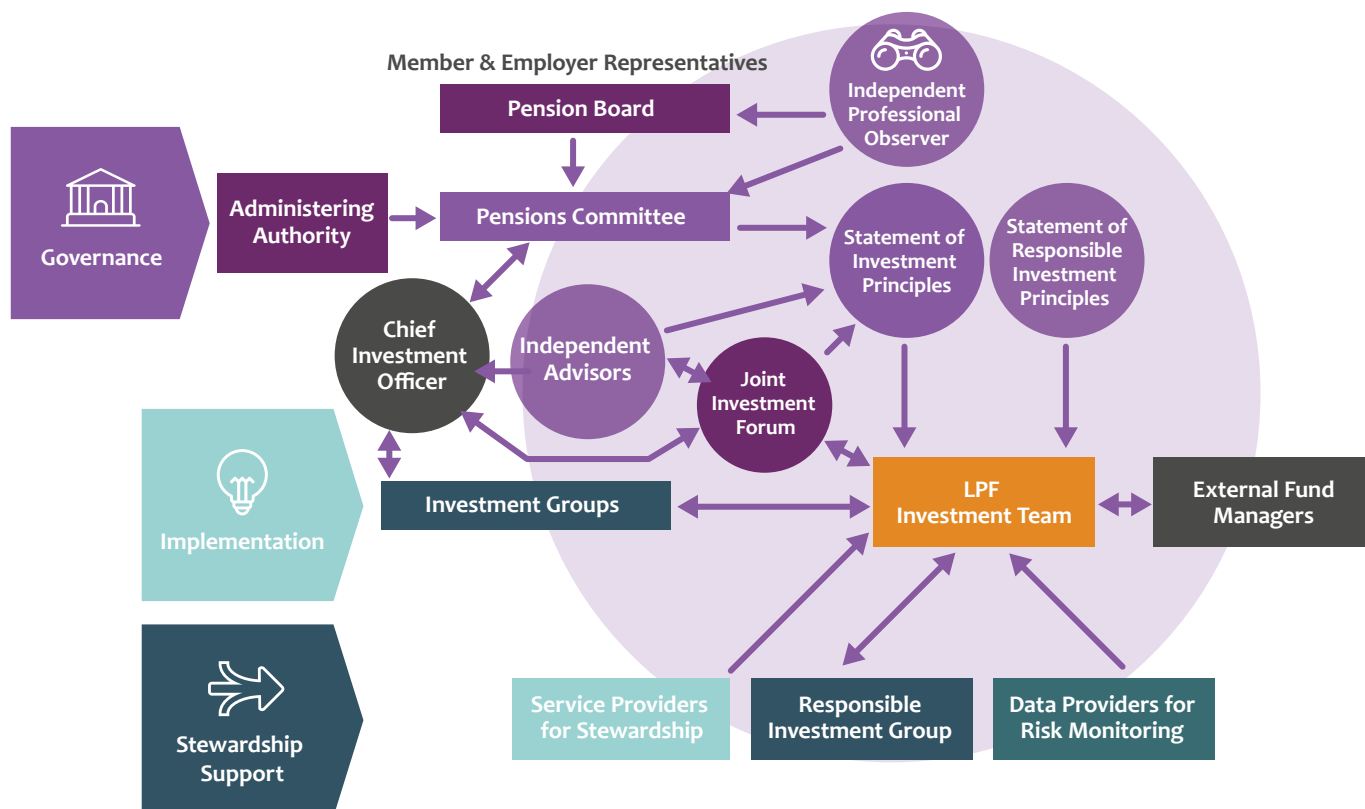 Member & Employer Representatives
Pension Board
Independent
Professional
Observer
Governance
Administering
Authority
Pensions Committee
Statement of
Investment
Principles
Statement of
Responsible
Investment
Principles
Chief
Investment
Officer
Independent
Advisors
Joint
Investment
Forum
Implementation
Investment Groups
LPF
Investment Team
External Fund
Managers
Stewardship
Support
Service Providers
for Stewardship
Responsible
Investment Group
Data Providers for
Risk Monitoring